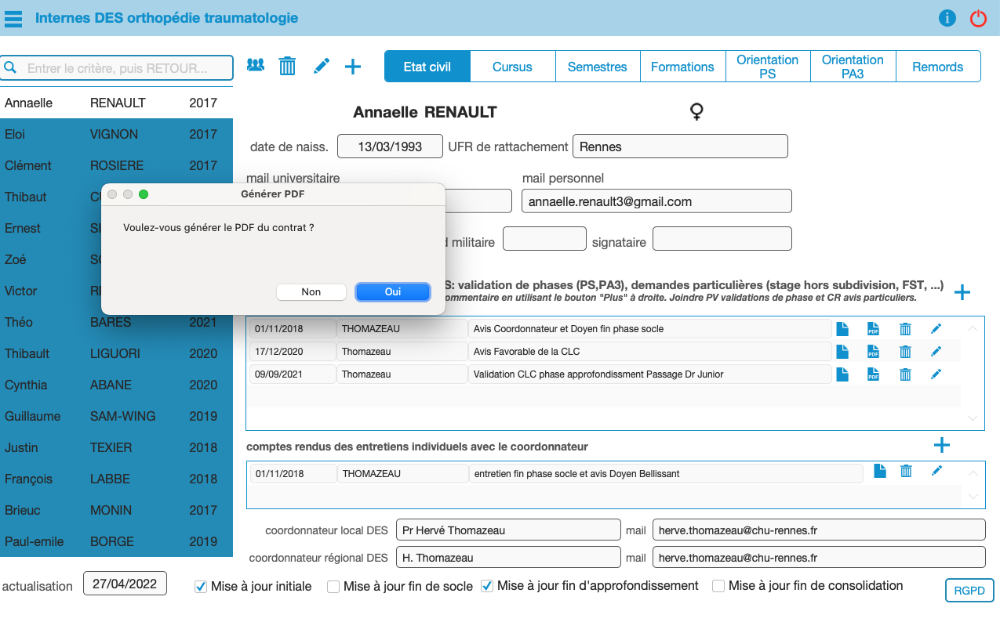 Internes DES orthopédie traumatologie
Entrer le critère, puis RETOUR...
Etat civil
Cursus
Semestres
Formations
Orientation
PS
Orientation
PA3
Remords
Annaelle RENAULT 2017
Eloi VIGNON 2017
Clément ROSIERE 2017
Thibaut
Ernest
Zoé
Victor
Théo BARES 2021
Thibault LIGUORI 2020
Cynthia ABANE 2020
Guillaume SAM-WING 2019
Justin TEXIER 2018
François LABBE 2018
Brieuc MONIN 2017
Paul-emile BORGE 2019
Annaelle RENAULT
date de naiss. 13/03/1993 UFR de rattachement Rennes
mail universitaire mail personnel
annaelle.renault3@gmail.com
militaire signataire
Générer PDF
Voulez-vous générer le PDF du contrat ?
Non Oui
S: validation de phases (PS,PA3), demandes particulières (stage hors subdivision, FST, ...)
ommentaire en utilisant le bouton "Plus" à droite. Joindre PV validations de phase et CR avis particuliers.
01/11/2018 THOMAZEAU Avis Coordonnateur et Doyen fin phase socle PDF
17/12/2020 Thomazeau Avis Favorable de la CLC PDF
09/09/2021 Thomazeau Validation CLC phase approfondissment Passage Dr Junior PDF
comptes rendus des entretiens individuels avec le coordonnateur
01/11/2018 THOMAZEAU entretien fin phase socle et avis Doyen Bellissant
coordonnateur local DES Pr Hervé Thomazeau mail herve.thomazeau@chu-rennes.fr
coordonnateur régional DES H. Thomazeau mail herve.thomazeau@chu-rennes.fr
actualisation 27/04/2022 Mise à jour initiale Mise à jour fin de socle Mise à jour fin d'approfondissement Mise à jour fin de consolidation
RGPD